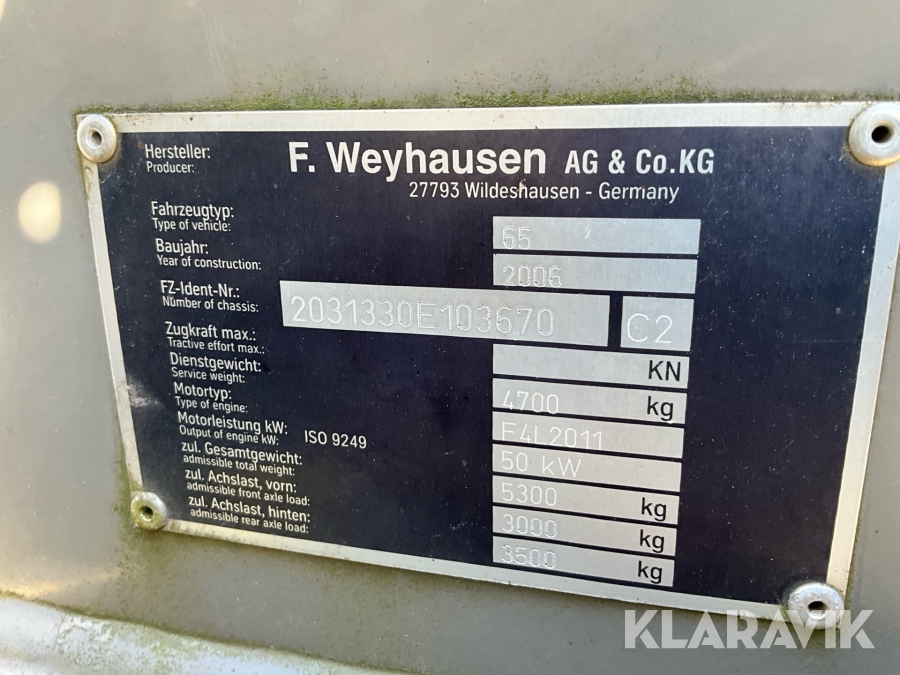 Hersteller:
Producer:
F. Weyhausen AG & Co.KG
27793 Wildeshausen - Germany
Fahrzeugtyp:
Type of vehicle:
65
Baujahr:
Year of construction:
2006
FZ-Ident-Nr.:
Number of chassis:
2031330E103670 C2
Zugkraft max.:
Tractive effort max.:
KN
Dienstgewicht:
Service weight:
4700 kg
Motortyp:
Type of engine:
F4L2011
Motorleistung kW:
Output of engine kW: ISO 9249
50 kW
zul. Gesamtgewicht:
admissible total weight:
5300 kg
zul. Achslast, vorn:
admissible front axle load:
3000 kg
zul. Achslast, hinten:
admissible rear axle load:
3500 kg
KLARAVIK